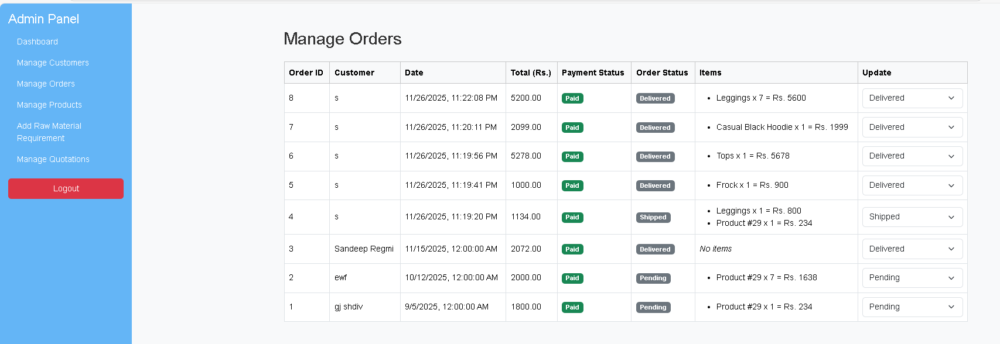 Admin Panel
Dashboard
Manage Customers
Manage Orders
Manage Products
Add Raw Material
Requirement
Manage Quotations
Logout
Manage Orders
Order ID Customer Date Total (Rs.) Payment Status Order Status Items Update
8 s 11/26/2025, 11:22:08 PM 5200.00 Paid Delivered • Leggings x 7 = Rs. 5600 Delivered
7 s 11/26/2025, 11:20:11 PM 2099.00 Paid Delivered • Casual Black Hoodie x 1 = Rs. 1999 Delivered
6 s 11/26/2025, 11:19:56 PM 5278.00 Paid Delivered • Tops x 1 = Rs. 5678 Delivered
5 s 11/26/2025, 11:19:41 PM 1000.00 Paid Delivered • Frock x 1 = Rs. 900 Delivered
4 s 11/26/2025, 11:19:20 PM 1134.00 Paid Shipped • Leggings x 1 = Rs. 800 Shipped
• Product #29 x 1 = Rs. 234
3 Sandeep Regmi 11/15/2025, 12:00:00 AM 2072.00 Paid Delivered No items Delivered
2 ewf 10/12/2025, 12:00:00 AM 2000.00 Paid Pending • Product #29 x 7 = Rs. 1638 Pending
1 gj shdiv 9/5/2025, 12:00:00 AM 1800.00 Paid Pending • Product #29 x 1 = Rs. 234 Pending